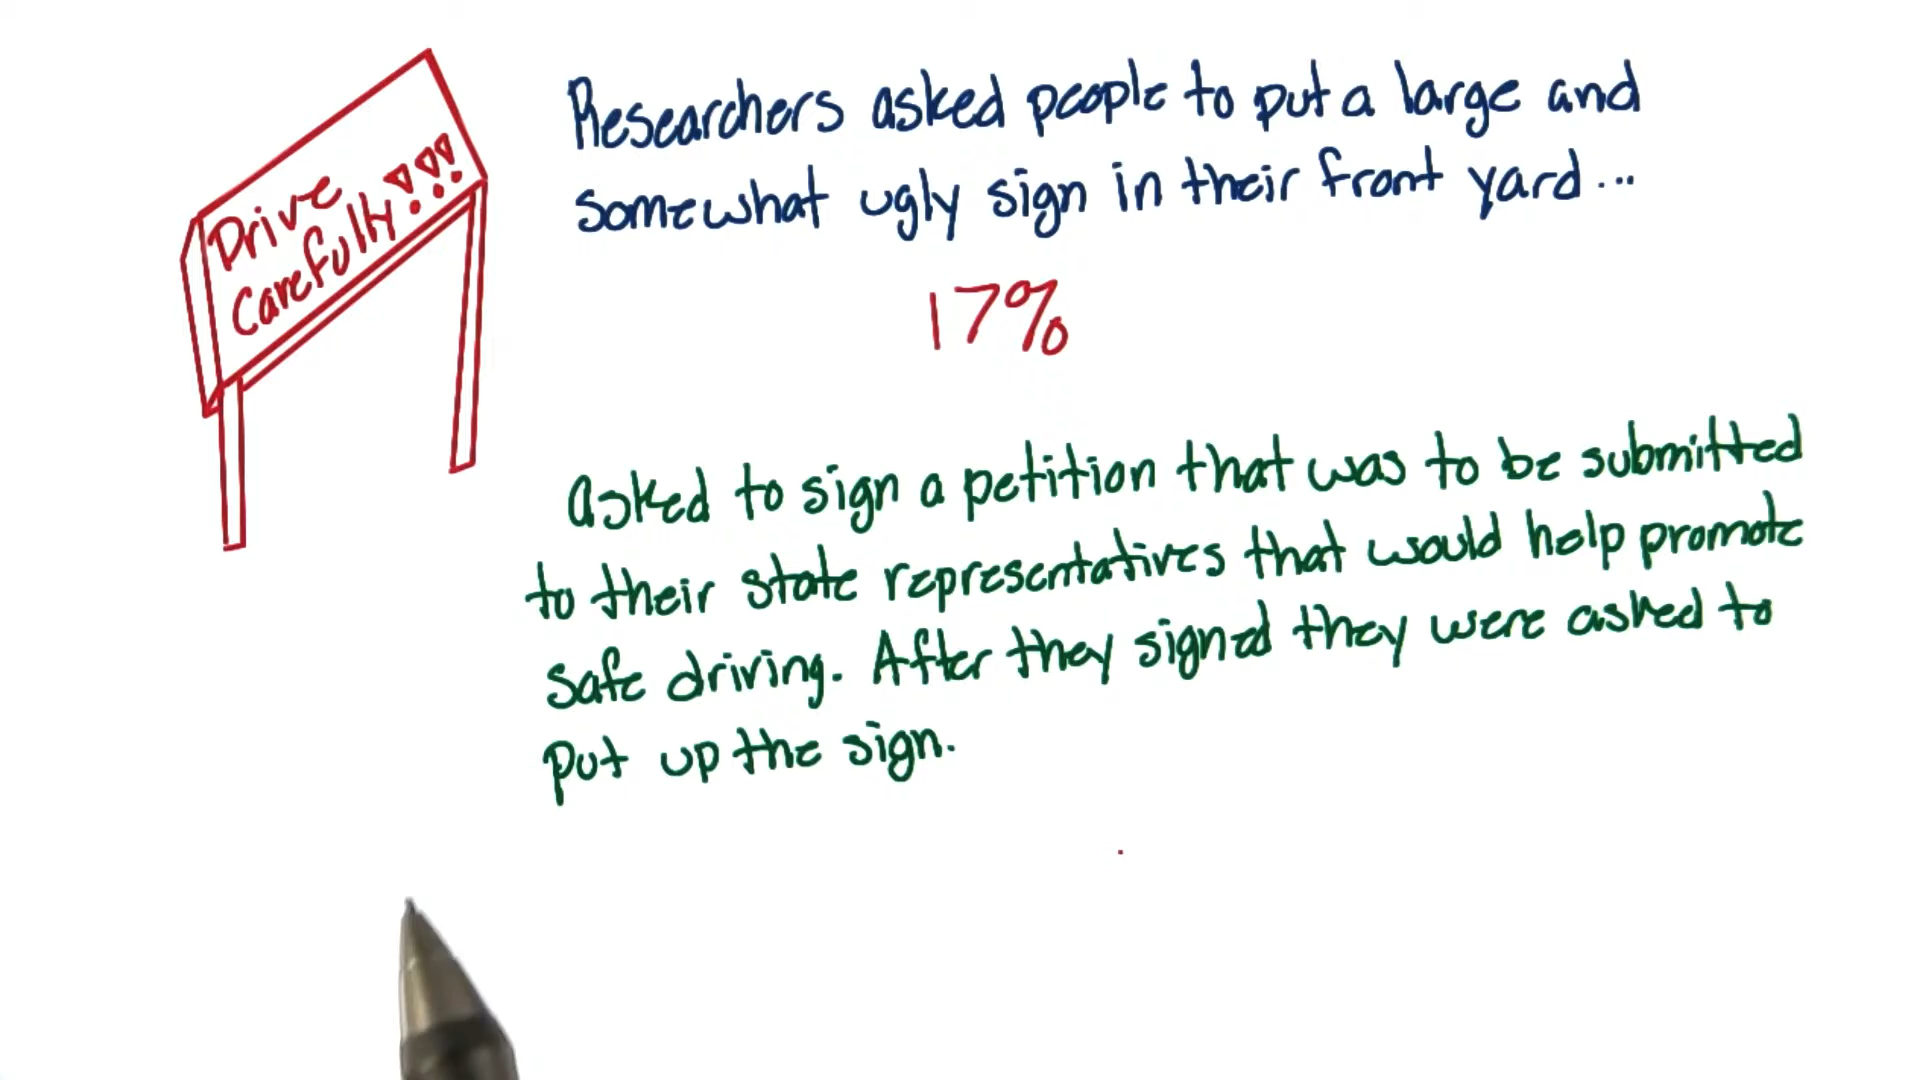 Drive
Carefully!!!
Researchers asked people to put a large and
somewhat ugly sign in their front yard...
17%
asked to sign a petition that was to be submitted
to their state representatives that would help promote
safe driving. After they signed they were asked to
put up the sign.